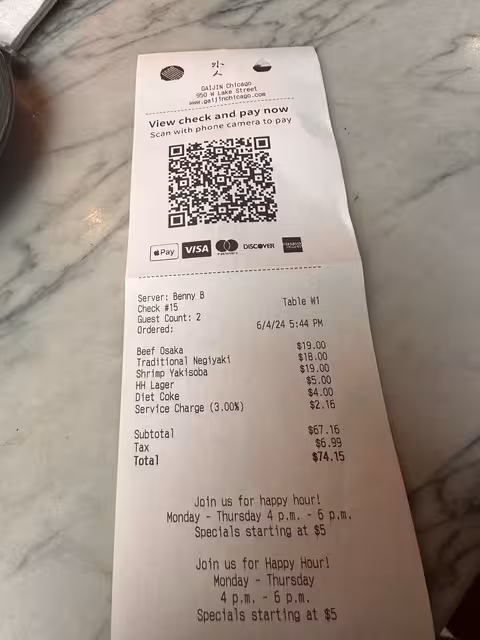 外
人
GAIJIN Chicago
950 W Lake Street
www.gaijinchicago.com
View check and pay now
Scan with phone camera to pay
Pay VISA DISCOVER
Server: Benny B
Check #15 Table W1
Guest Count: 2
Ordered: 6/4/24 5:44 PM
Beef Osaka $19.00
Traditional Negiyaki $18.00
Shrimp Yakisoba $19.00
HH Lager $5.00
Diet Coke $4.00
Service Charge (3.00%) $2.16
Subtotal $67.16
Tax $6.99
Total $74.15
Join us for happy hour!
Monday - Thursday 4 p.m. - 6 p.m.
Specials starting at $5
Join us for Happy Hour!
Monday - Thursday
4 p.m. - 6 p.m.
Specials starting at $5